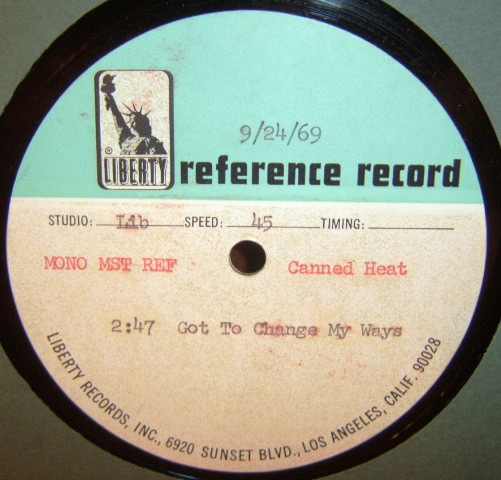 9/24/69
® LIBERTY reference record
STUDIO: Lib SPEED: 45 TIMING:
MONO MST REF Canned Heat
2:47 Got To Change My Ways
LIBERTY RECORDS, INC., 6920 SUNSET BLVD., LOS ANGELES, CALIF. 90028